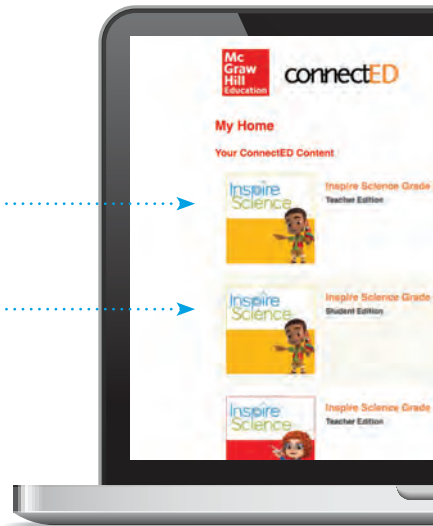 Mc
Graw
Hill
Education
connectED
My Home
Your ConnectED Content
Inspire
Science
Inspire Science Grade
Teacher Edition
Inspire
Science
Inspire Science Grade
Student Edition
Inspire
Science
Inspire Science Grade
Teacher Edition